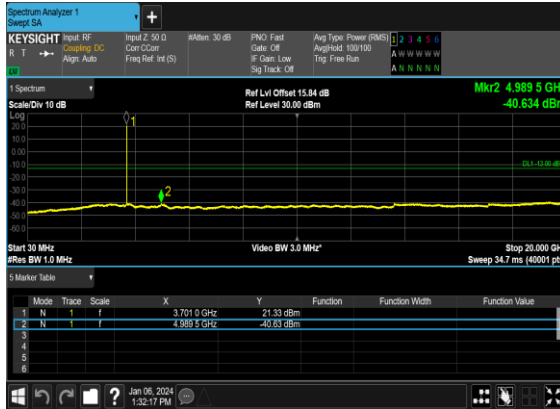 Spectrum Analyzer 1
Swept SA
+
KEYSIGHT Input: RF Input Z: 50 Ω #Atten: 30 dB PNO: Fast Avg Type: Power (RMS) 1 2 3 4 5 6
R T Coupling: DC Corr CCorr Gate: Off Avg|Hold: 100/100 A W W W W W
Align: Auto Freq Ref: Int (S) IF Gain: Low Trig: Free Run
LU Sig Track: Off A N N N N N
1 Spectrum Ref Lvl Offset 15.84 dB Mkr2 4.989 5 GH
Scale/Div 10 dB Ref Level 30.00 dBm -40.634 dBr
Log
20.0
10.0
0.00
-10.0
-20.0
-30.0
-40.0
-50.0
-60.0
1
DL1 -13.00 dB
2
Start 30 MHz Video BW 3.0 MHz* Stop 20.000 GH
#Res BW 1.0 MHz Sweep 34.7 ms (40001 pt
5 Marker Table
Mode Trace Scale X Y Function Function Width Function Value
1 N 1 f 3.701 0 GHz 21.33 dBm
2 N 1 f 4.989 5 GHz -40.63 dBm
3
4
5
6
? Jan 06, 2024
1:32:17 PM